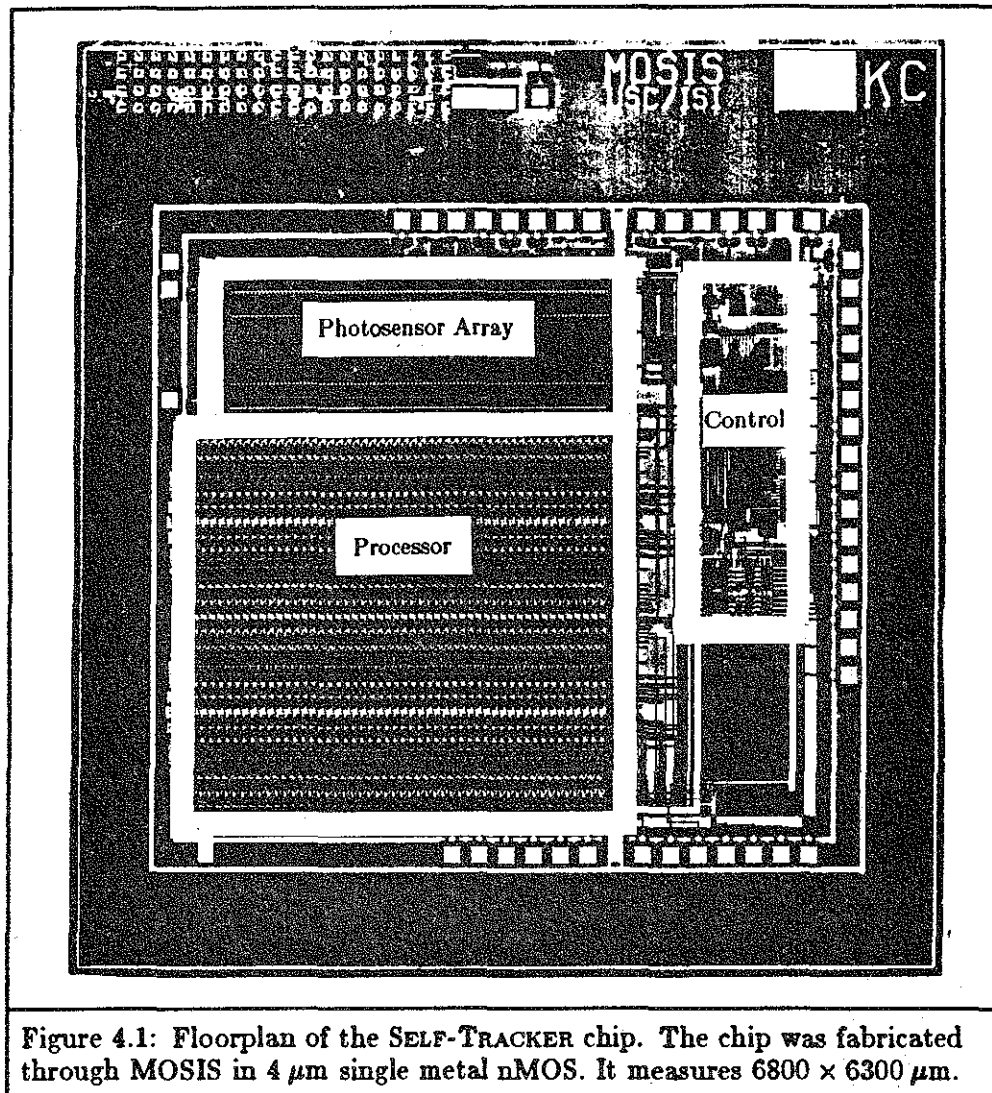 MOSIS
USC/ISI
KC
Photosensor Array
Control
Processor
Figure 4.1: Floorplan of the SELF-TRACKER chip. The chip was fabricated
through MOSIS in 4 μm single metal nMOS. It measures 6800 × 6300 μm.